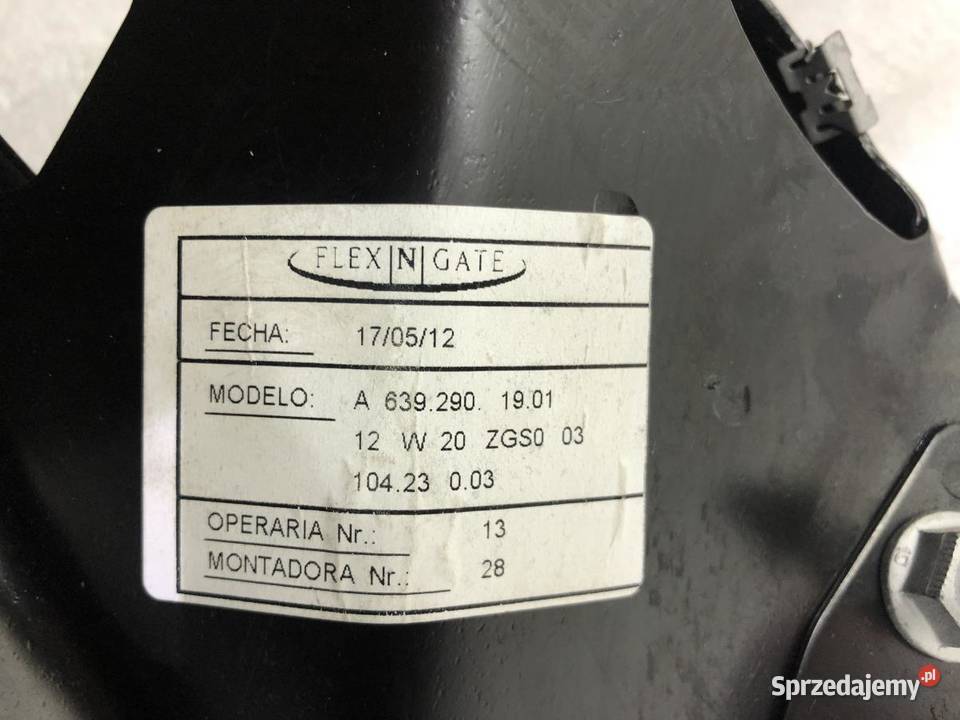 FLEX N GATE
FECHA: 17/05/12
MODELO: A 639.290. 19.01
12 W 20 ZGS0 03
104.23 0.03
OPERARIA Nr.: 13
MONTADORA Nr.: 28
Sprzedajemy.pl